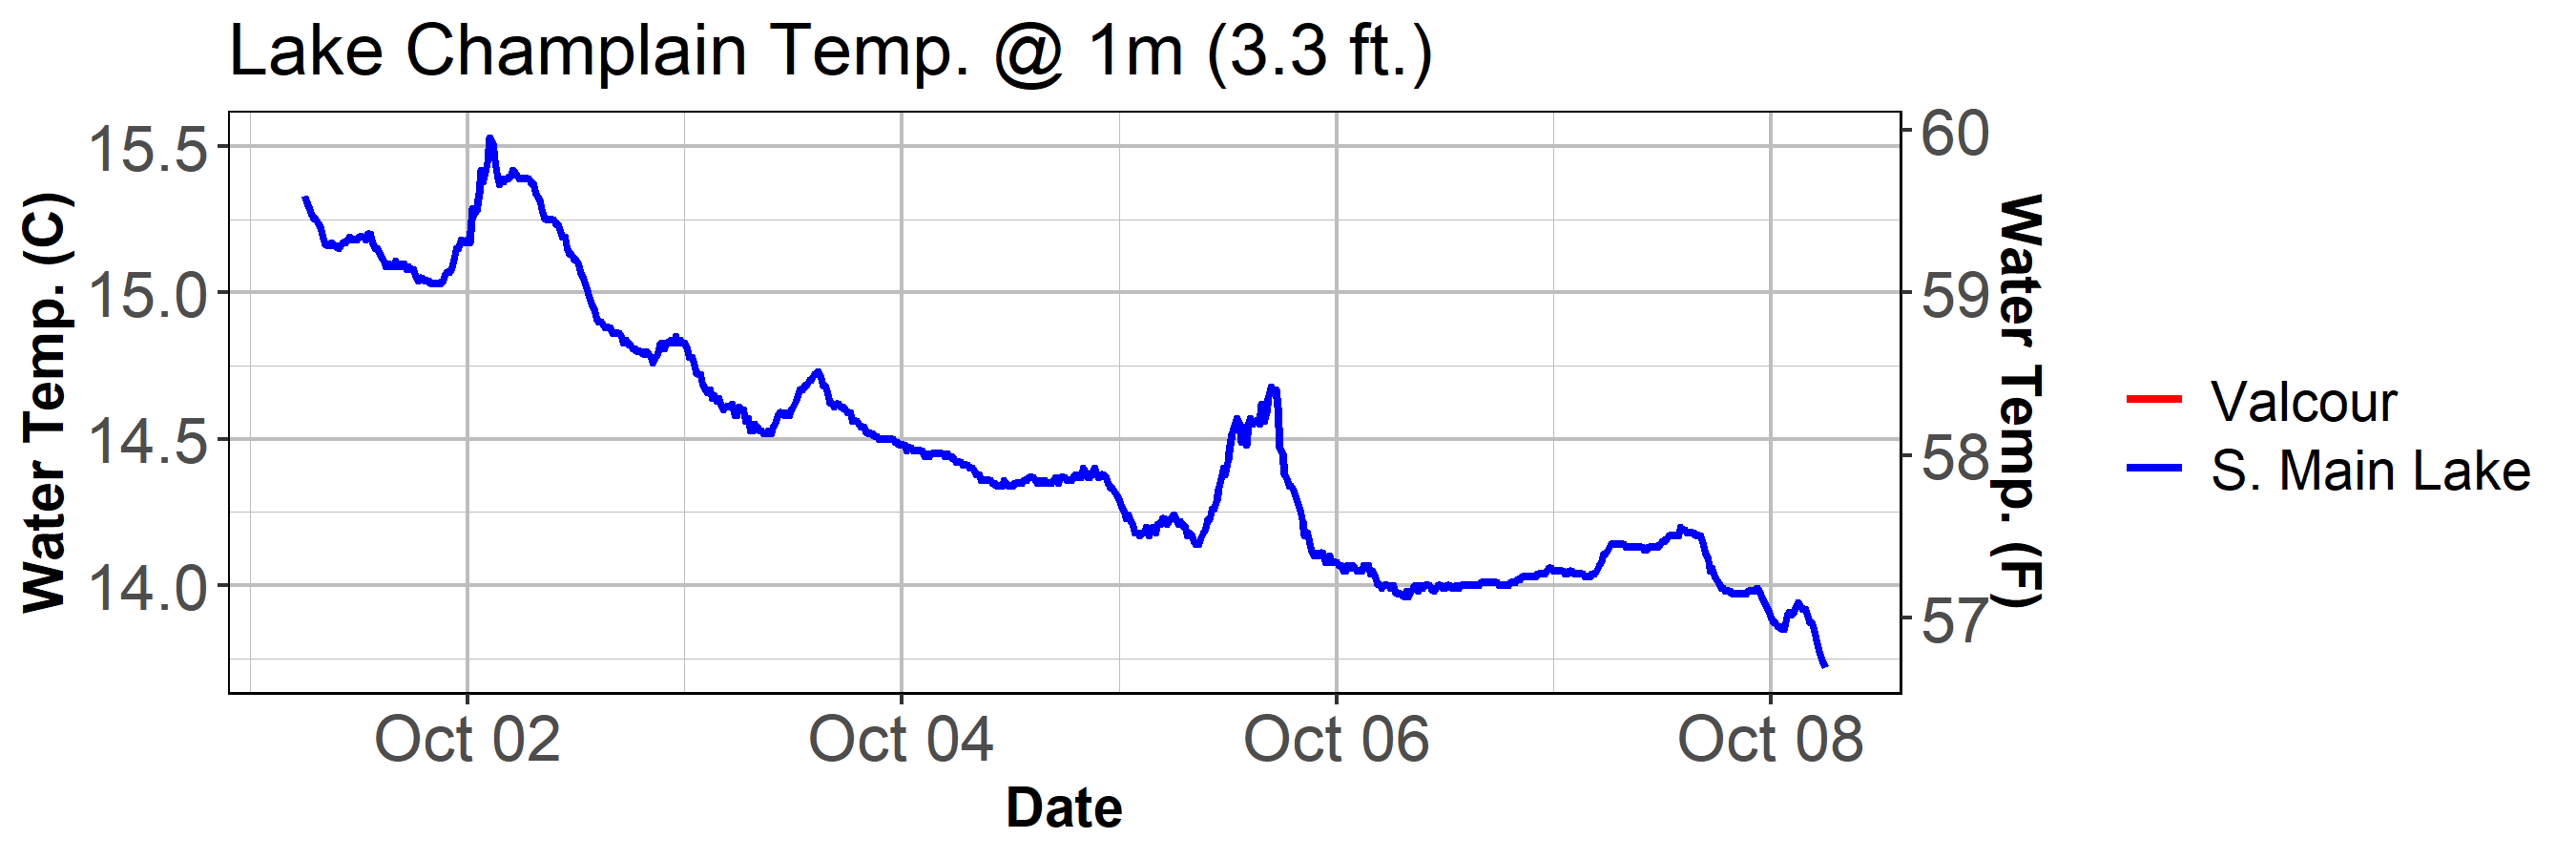 Lake Champlain Temp. @ 1m (3.3 ft.)
Water Temp. (C)
15.5
15.0
14.5
14.0
60
59
58
57
Water Temp. (F)
Oct 02
Oct 04
Oct 06
Oct 08
Date
Valcour
S. Main Lake